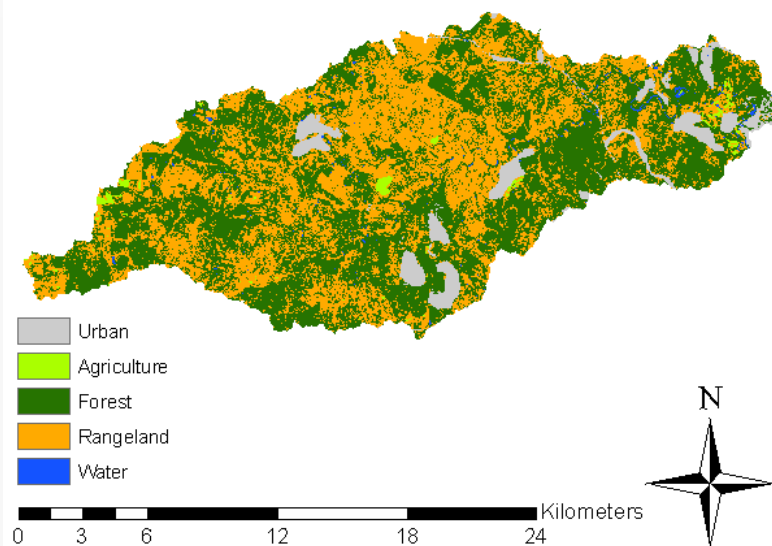 Urban
Agriculture
Forest
Rangeland
Water
N
Kilometers
0 3 6 12 18 24